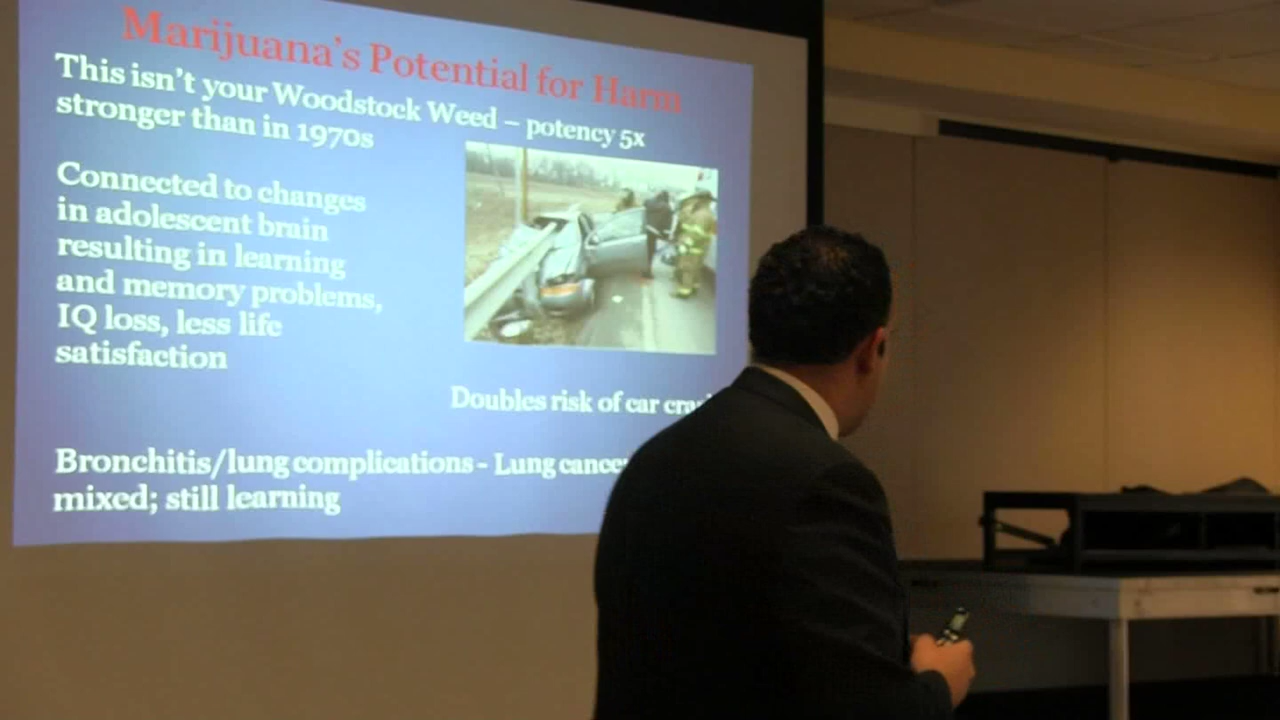 Marijuana's Potential for Harm
This isn't your Woodstock Weed – potency 5x
stronger than in 1970s
Connected to changes
in adolescent brain
resulting in learning
and memory problems,
IQ loss, less life
satisfaction
Doubles risk of car
Bronchitis/lung complications - Lung
mixed; still learning